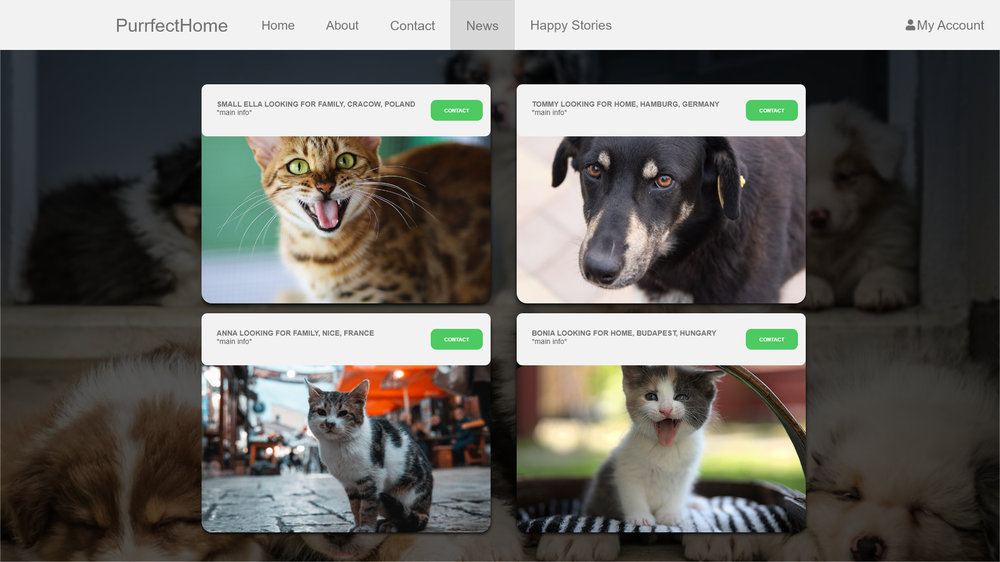 PurrfectHome
Home
About
Contact
News
Happy Stories
My Account
SMALL ELLA LOOKING FOR FAMILY, CRACOW, POLAND
*main info*
CONTACT
TOMMY LOOKING FOR HOME, HAMBURG, GERMANY
*main info*
CONTACT
ANNA LOOKING FOR FAMILY, NICE, FRANCE
*main info*
CONTACT
BONIA LOOKING FOR HOME, BUDAPEST, HUNGARY
*main info*
CONTACT